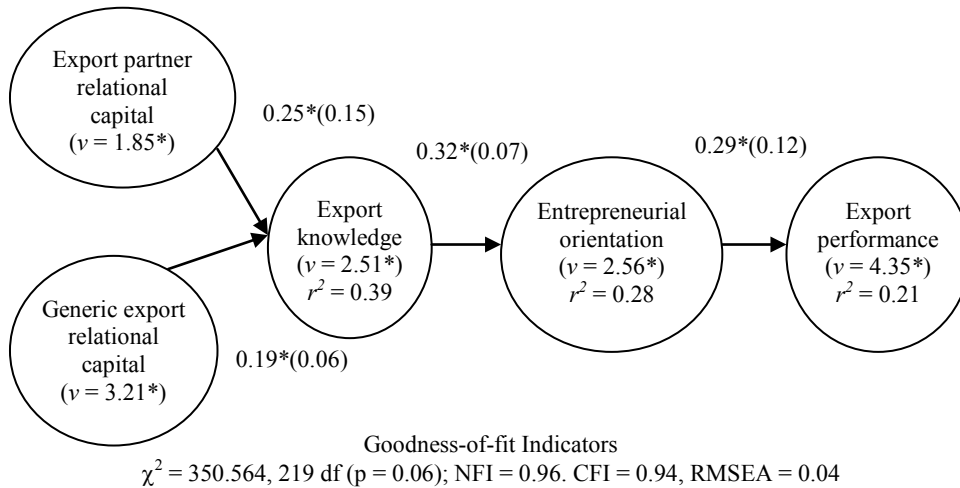 Export partner
relational
capital
(v = 1.85*)
0.25*(0.15)
0.32*(0.07)
0.29*(0.12)
Export
knowledge
(v = 2.51*)
r² = 0.39
Entrepreneurial
orientation
(v = 2.56*)
r² = 0.28
Export
performance
(v = 4.35*)
r² = 0.21
Generic export
relational
capital
(v = 3.21*)
0.19*(0.06)
Goodness-of-fit Indicators
χ² = 350.564, 219 df (p = 0.06); NFI = 0.96. CFI = 0.94, RMSEA = 0.04